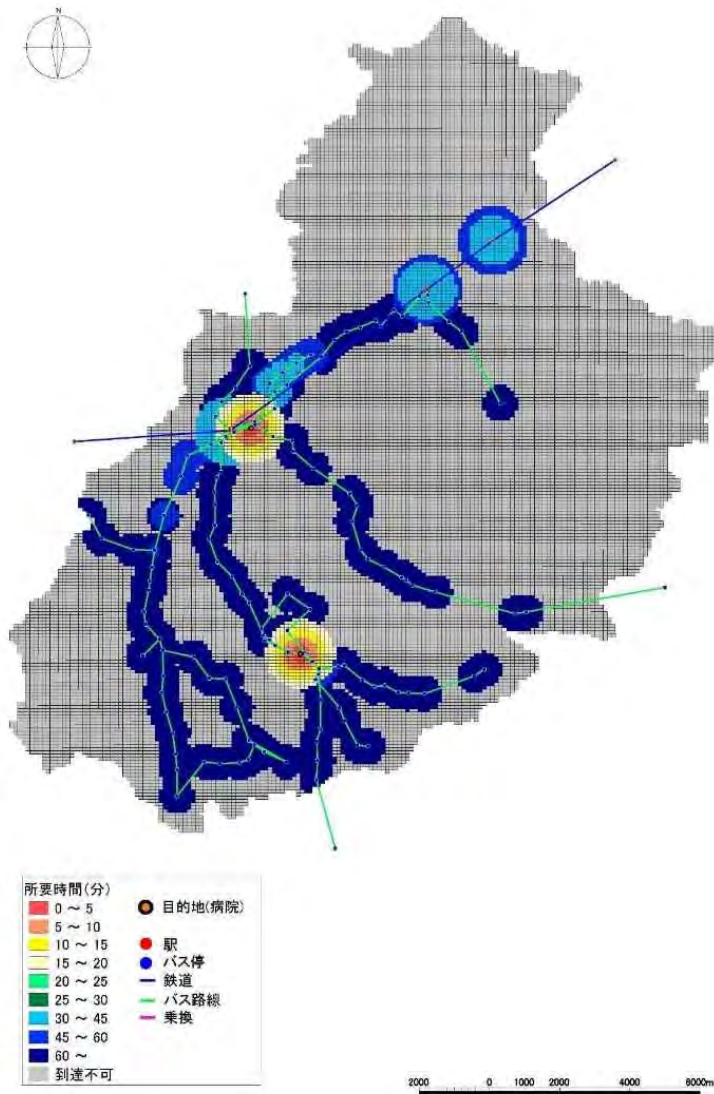 N
所要時間(分)
0 ～ 5
5 ～ 10
10 ～ 15
15 ～ 20
20 ～ 25
25 ～ 30
30 ～ 45
45 ～ 60
60 ～
到達不可
目的地(病院)
駅
バス停
鉄道
バス路線
乗換
2000 0 1000 2000 4000 6000m